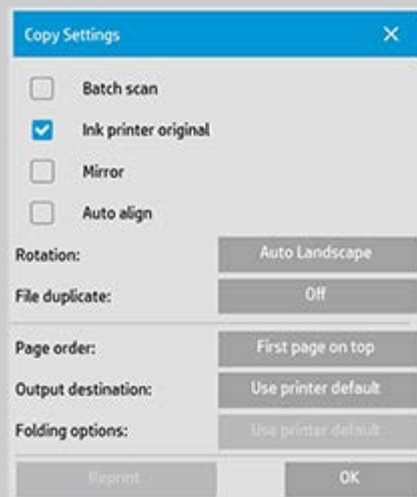 Copy Settings
Batch scan
Ink printer original
Mirror
Auto align
Rotation: Auto Landscape
File duplicate: Off
Page order: First page on top
Output destination: Use printer default
Folding options: Use printer default
Reprint OK